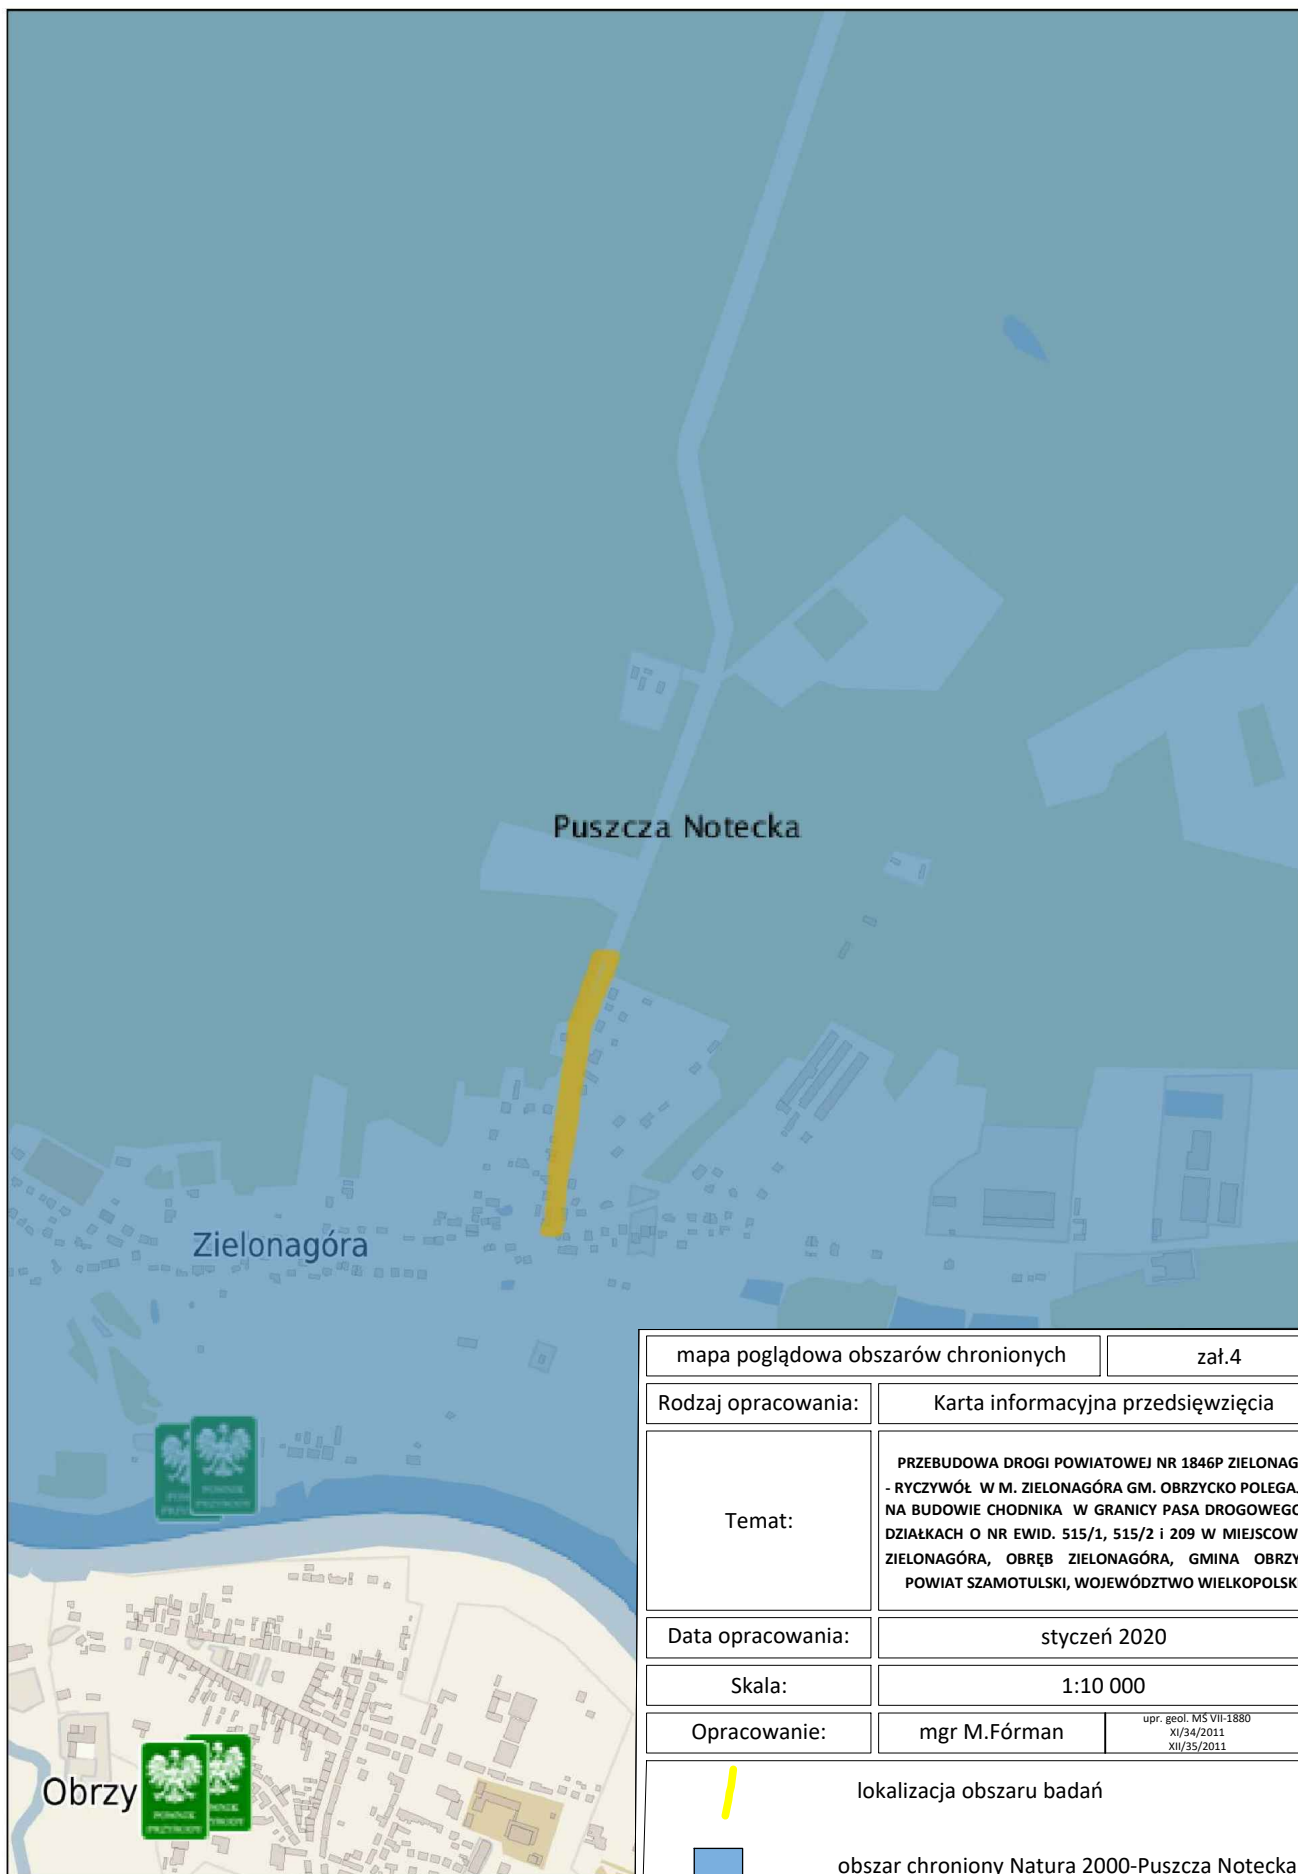 Puszcza Notecka
Zielonagóra
mapa poglądowa obszarów chronionych
zał.4
Rodzaj opracowania:
Karta informacyjna przedsięwzięcia
Temat:
PRZEBUDOWA DROGI POWIATOWEJ NR 1846P ZIELONAG
- RYCZYWÓŁ W M. ZIELONAGÓRA GM. OBRZYCKO POLEGA
NA BUDOWIE CHODNIKA W GRANICY PASA DROGOWEGO
DZIAŁKACH O NR EWID. 515/1, 515/2 i 209 W MIEJSCOW
ZIELONAGÓRA, OBRĘB ZIELONAGÓRA, GMINA OBRZY
POWIAT SZAMOTULSKI, WOJEWÓDZTWO WIELKOPOLSK
Data opracowania:
styczeń 2020
Skala:
1:10 000
Opracowanie:
mgr M.Fórman
upr. geol. MŚ VII-1880
XI/34/2011
XII/35/2011
lokalizacja obszaru badań
obszar chroniony Natura 2000-Puszcza Notecka
Obrzy
POMNIK
PRZYRODY